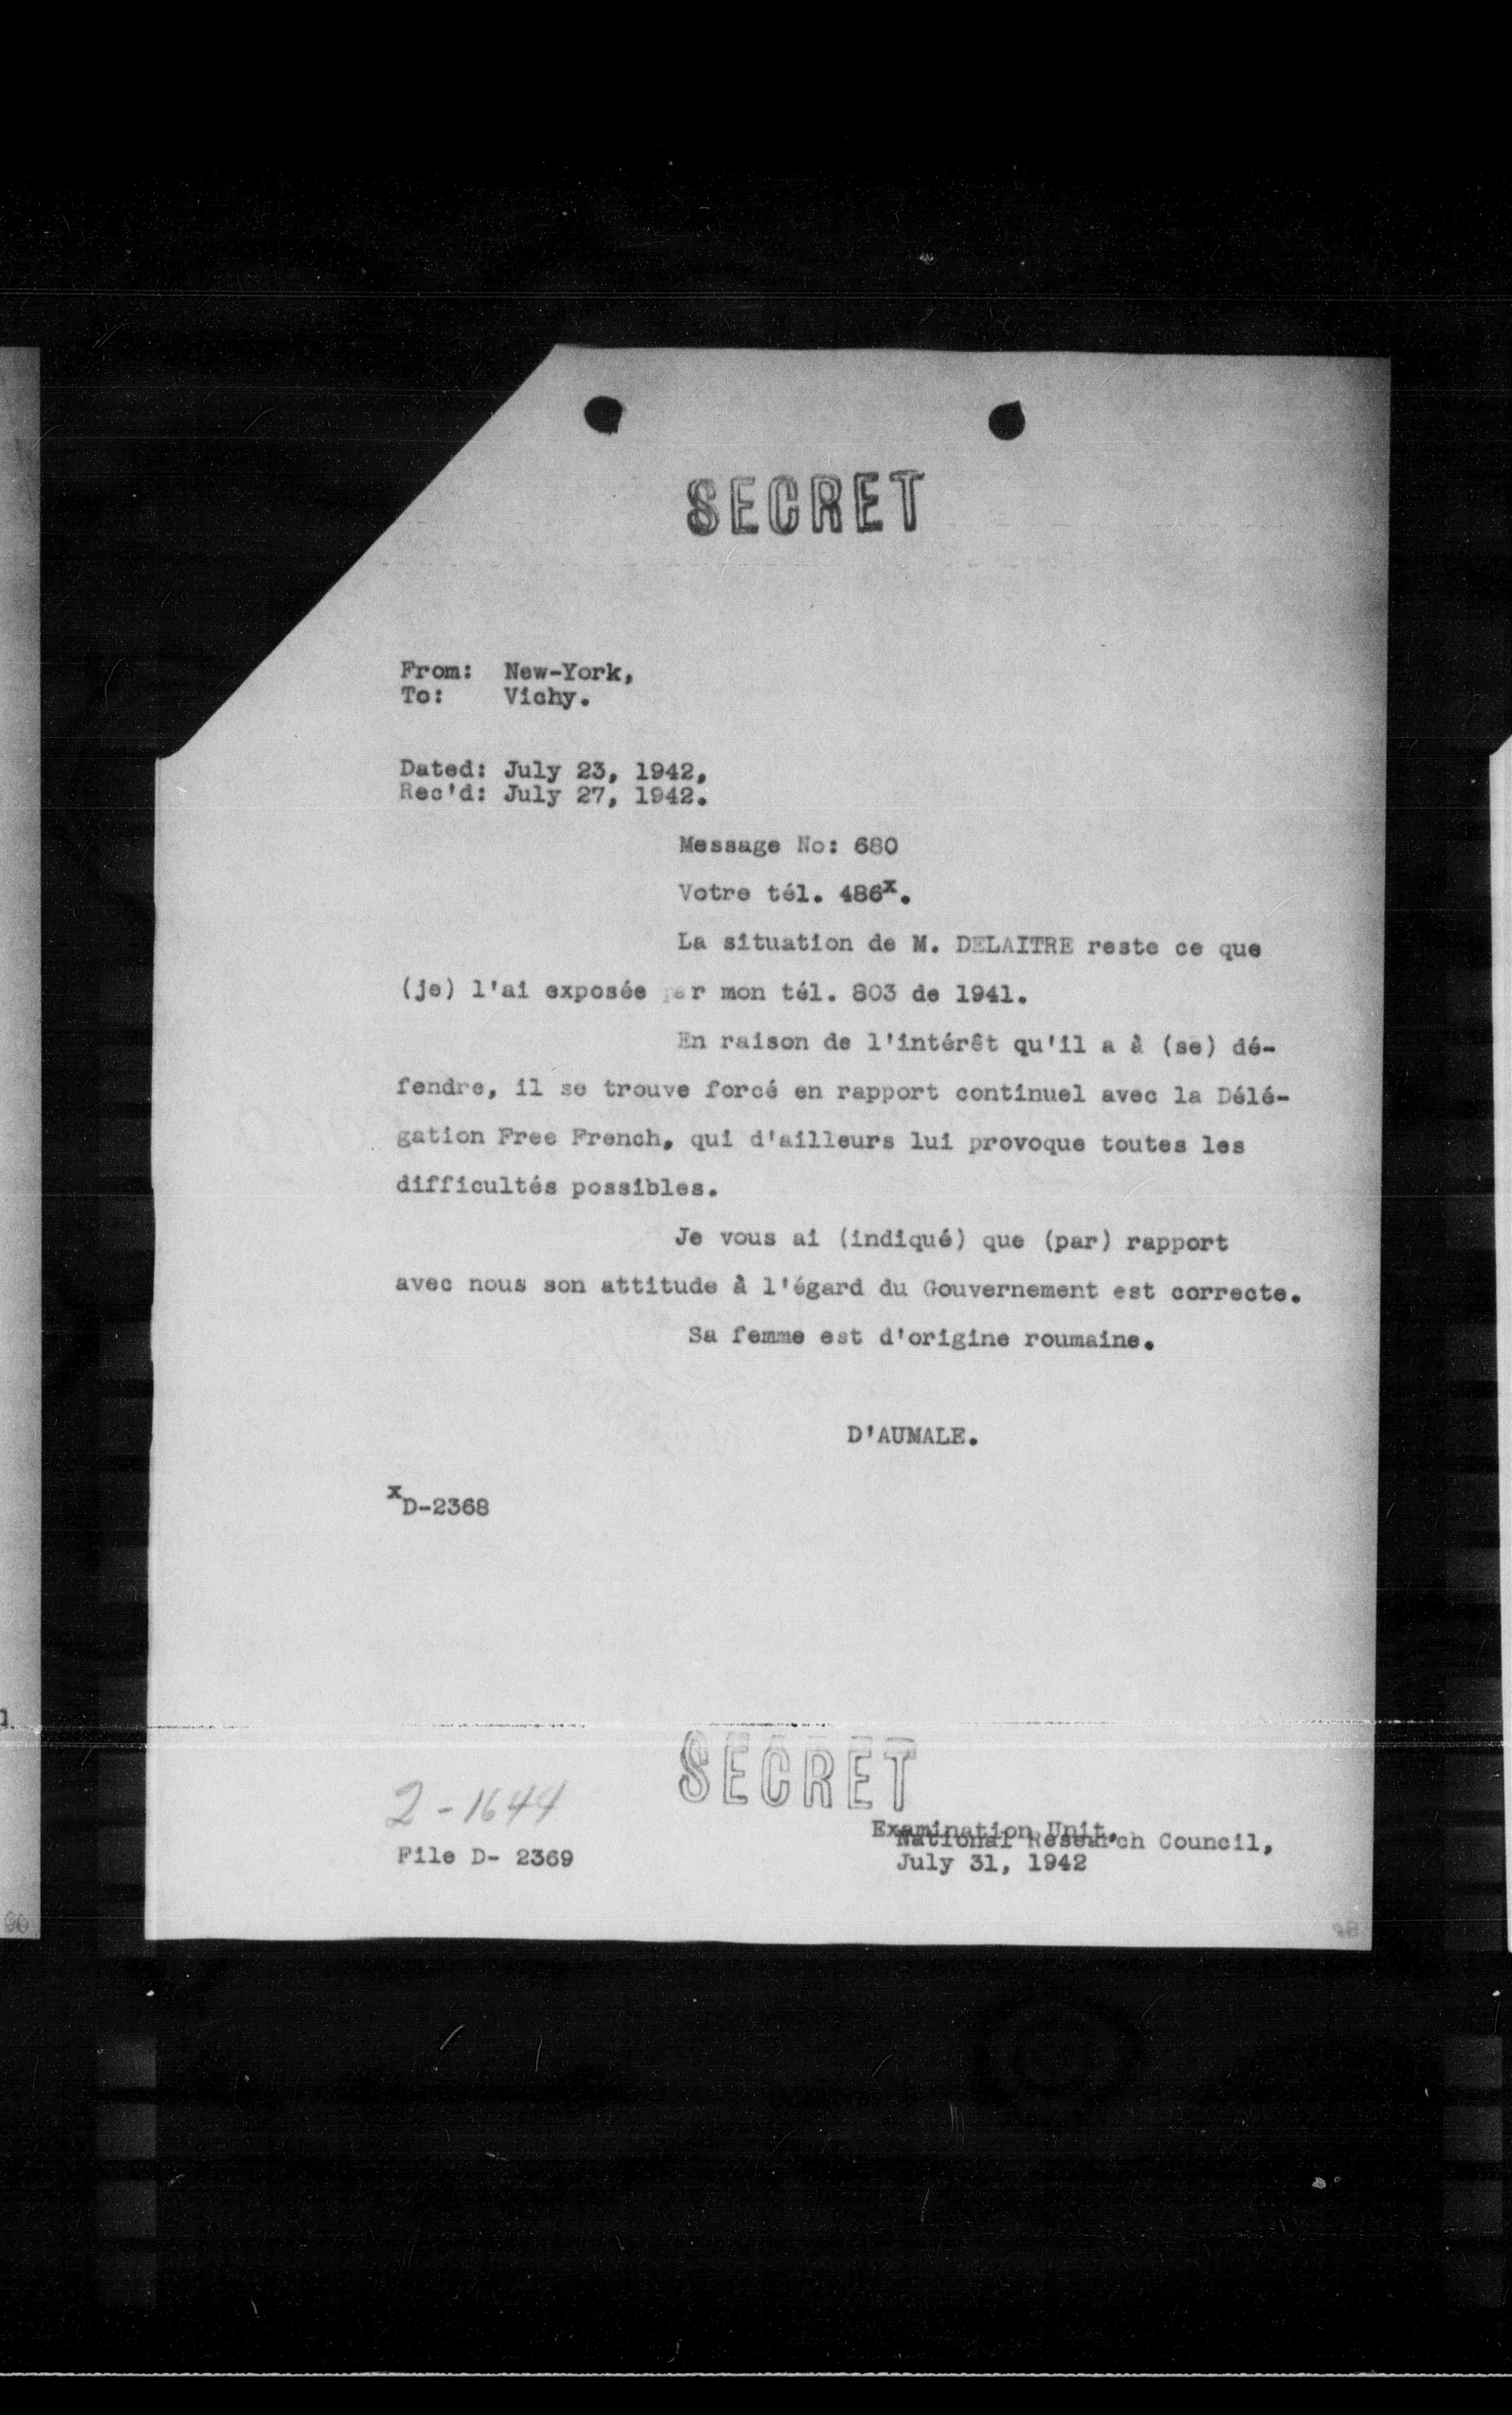 SECRET
From: New-York,
To: Vichy.
Dated: July 23, 1942,
Rec'd: July 27, 1942.
Message No: 680
Votre tél. 486x.
La situation de M. DELAITRE reste ce que
(je) l'ai exposée par mon tél. 803 de 1941.
En raison de l'intérêt qu'il a à (se) dé-
fendre, il se trouve forcé en rapport continuel avec la Délé-
gation Free French, qui d'ailleurs lui provoque toutes les
difficultés possibles.
Je vous ai (indiqué) que (par) rapport
avec nous son attitude à l'égard du Gouvernement est correcte.
Sa femme est d'origine roumaine.
D'AUMALE.
xD-2368
SECRET
2-1644
Examination Unit,
National Research Council,
File D- 2369
July 31, 1942